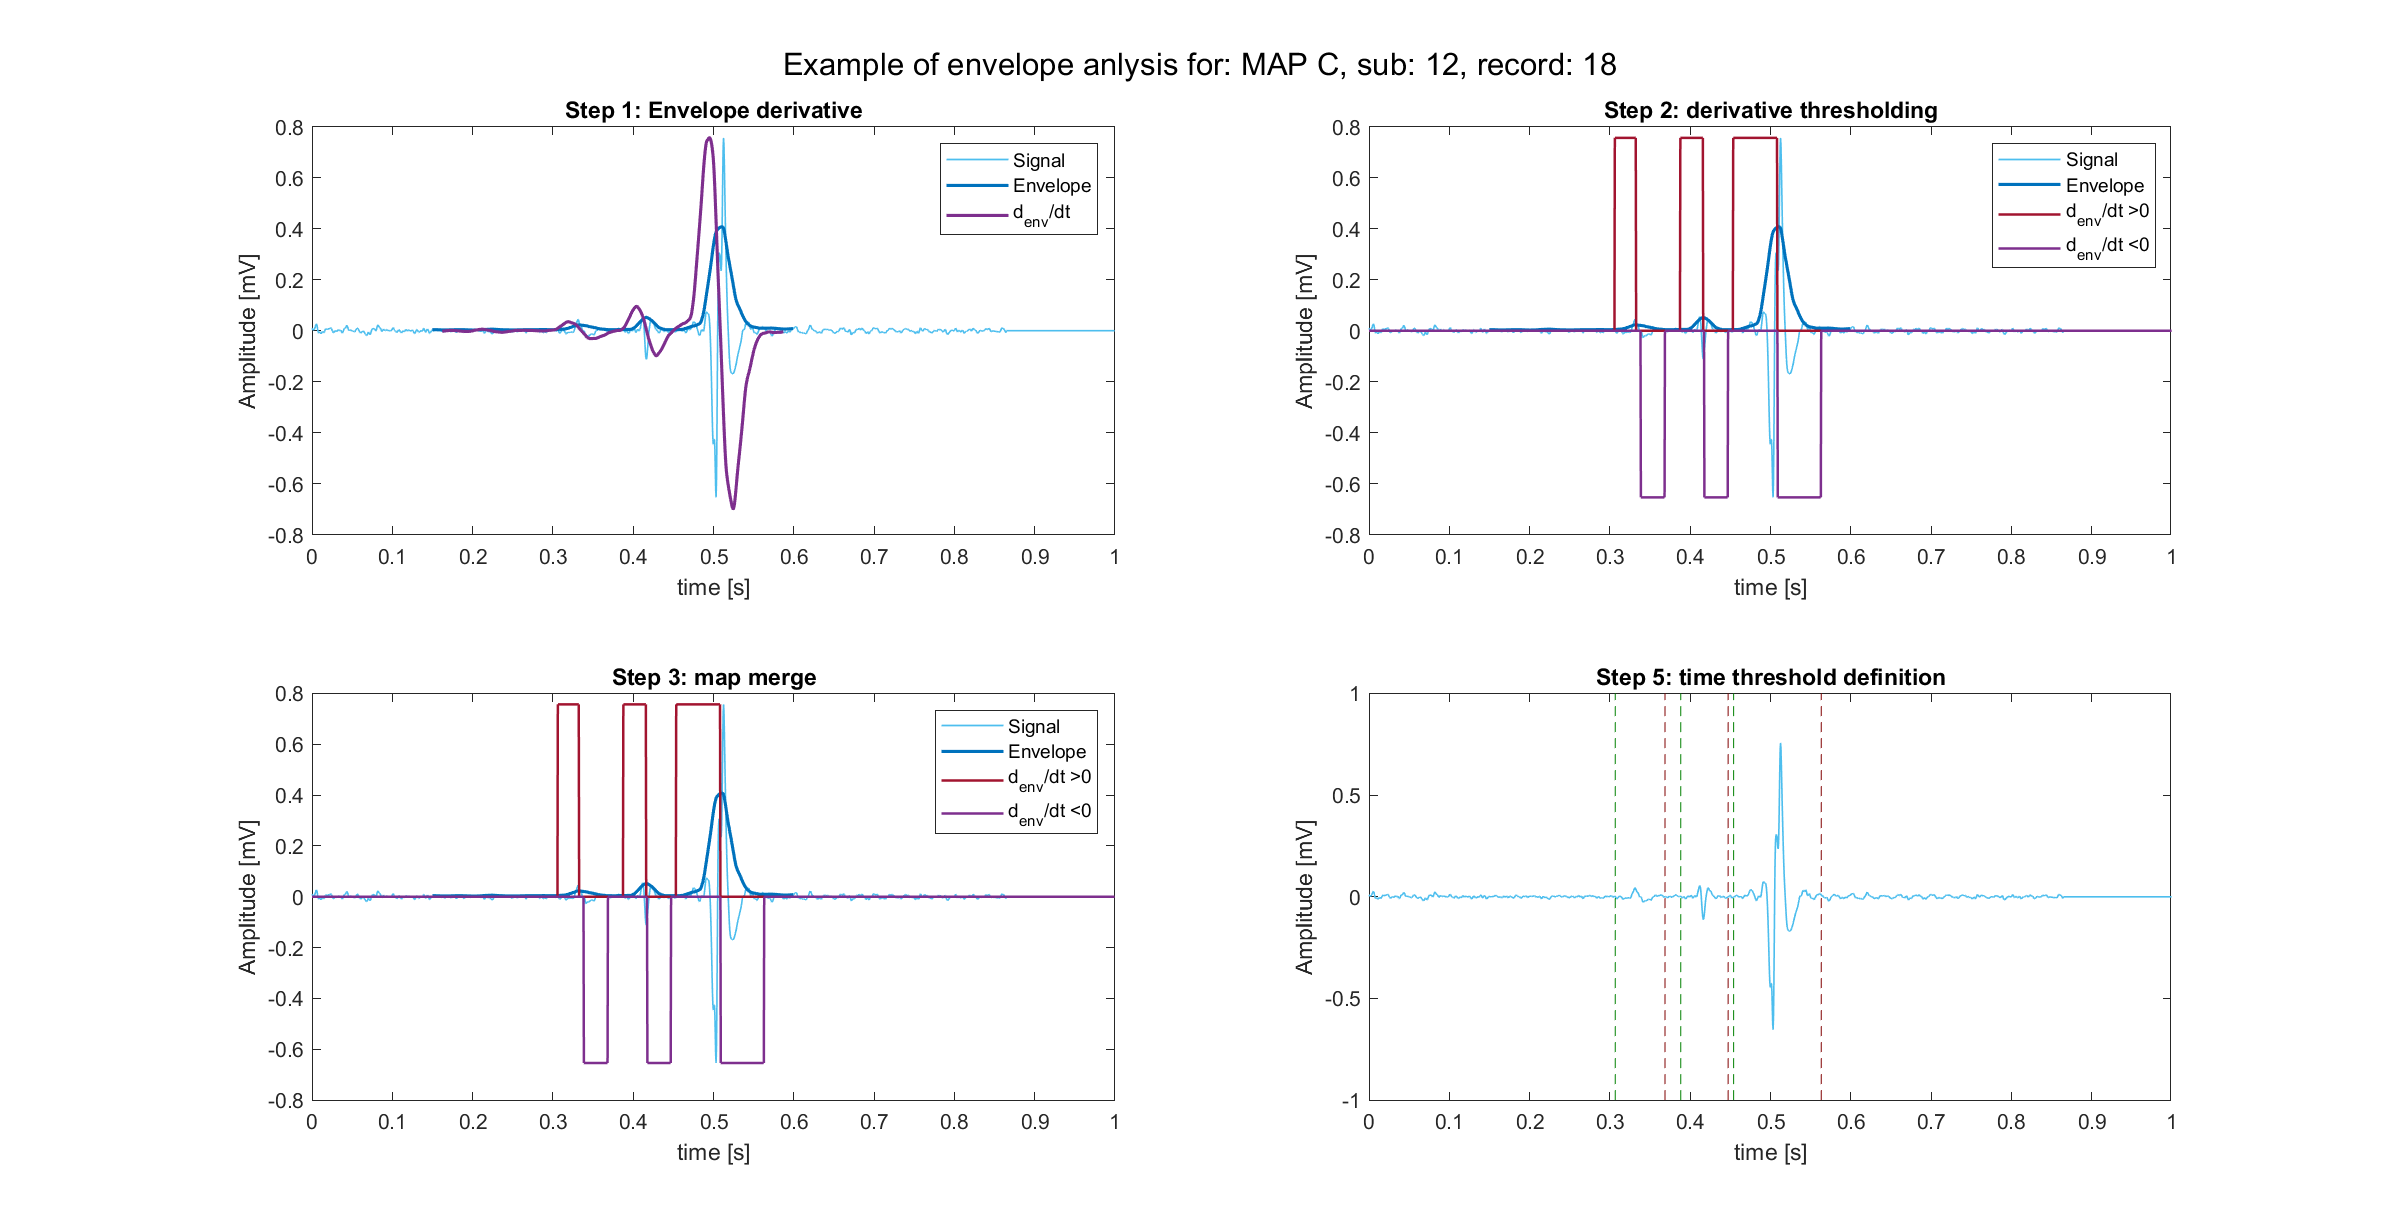 Example of envelope anlysis for: MAP C, sub: 12, record: 18
Step 1: Envelope derivative
Amplitude [mV]
0.8
0.6
0.4
0.2
0
-0.2
-0.4
-0.6
-0.8
Signal
Envelope
d_env/dt
0 0.1 0.2 0.3 0.4 0.5 0.6 0.7 0.8 0.9 1
time [s]
Step 2: derivative thresholding
Amplitude [mV]
0.8
0.6
0.4
0.2
0
-0.2
-0.4
-0.6
-0.8
Signal
Envelope
d_env/dt >0
d_env/dt <0
0 0.1 0.2 0.3 0.4 0.5 0.6 0.7 0.8 0.9 1
time [s]
Step 3: map merge
Amplitude [mV]
0.8
0.6
0.4
0.2
0
-0.2
-0.4
-0.6
-0.8
Signal
Envelope
d_env/dt >0
d_env/dt <0
0 0.1 0.2 0.3 0.4 0.5 0.6 0.7 0.8 0.9 1
time [s]
Step 5: time threshold definition
Amplitude [mV]
1
0.5
0
-0.5
-1
0 0.1 0.2 0.3 0.4 0.5 0.6 0.7 0.8 0.9 1
time [s]